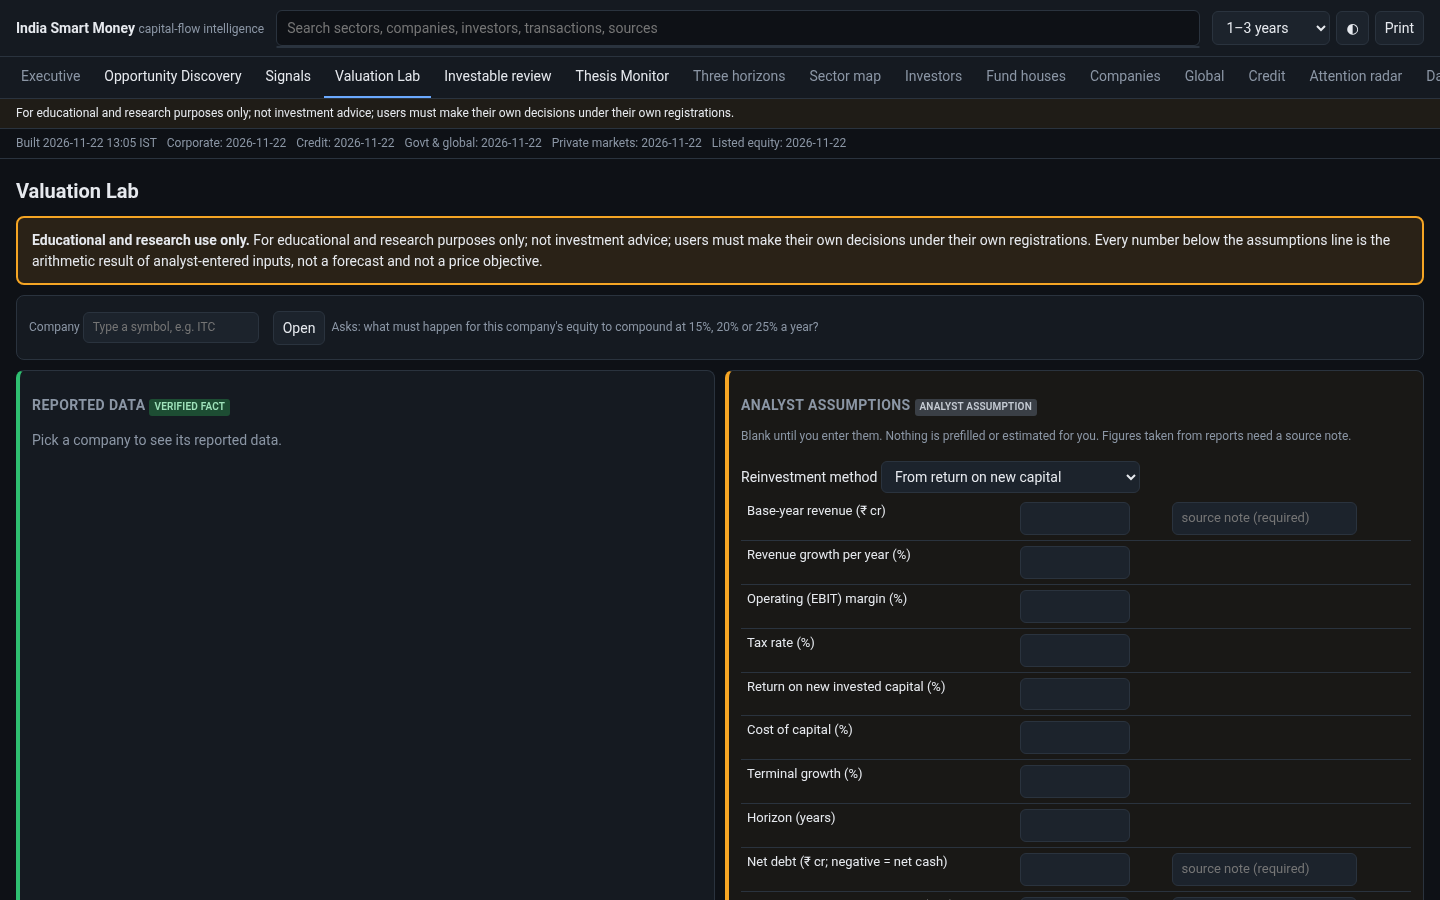 India Smart Money capital-flow intelligence
Search sectors, companies, investors, transactions, sources
1–3 years
Print
Executive
Opportunity Discovery
Signals
Valuation Lab
Investable review
Thesis Monitor
Three horizons
Sector map
Investors
Fund houses
Companies
Global
Credit
Attention radar
For educational and research purposes only; not investment advice; users must make their own decisions under their own registrations.
Built 2026-11-22 13:05 IST Corporate: 2026-11-22 Credit: 2026-11-22 Govt & global: 2026-11-22 Private markets: 2026-11-22 Listed equity: 2026-11-22
Valuation Lab
Educational and research use only. For educational and research purposes only; not investment advice; users must make their own decisions under their own registrations. Every number below the assumptions line is the
arithmetic result of analyst-entered inputs, not a forecast and not a price objective.
Company
Type a symbol, e.g. ITC
Open
Asks: what must happen for this company's equity to compound at 15%, 20% or 25% a year?
REPORTED DATA VERIFIED FACT
Pick a company to see its reported data.
ANALYST ASSUMPTIONS ANALYST ASSUMPTION
Blank until you enter them. Nothing is prefilled or estimated for you. Figures taken from reports need a source note.
Reinvestment method From return on new capital
Base-year revenue (₹ cr) source note (required)
Revenue growth per year (%)
Operating (EBIT) margin (%)
Tax rate (%)
Return on new invested capital (%)
Cost of capital (%)
Terminal growth (%)
Horizon (years)
Net debt (₹ cr; negative = net cash) source note (required)